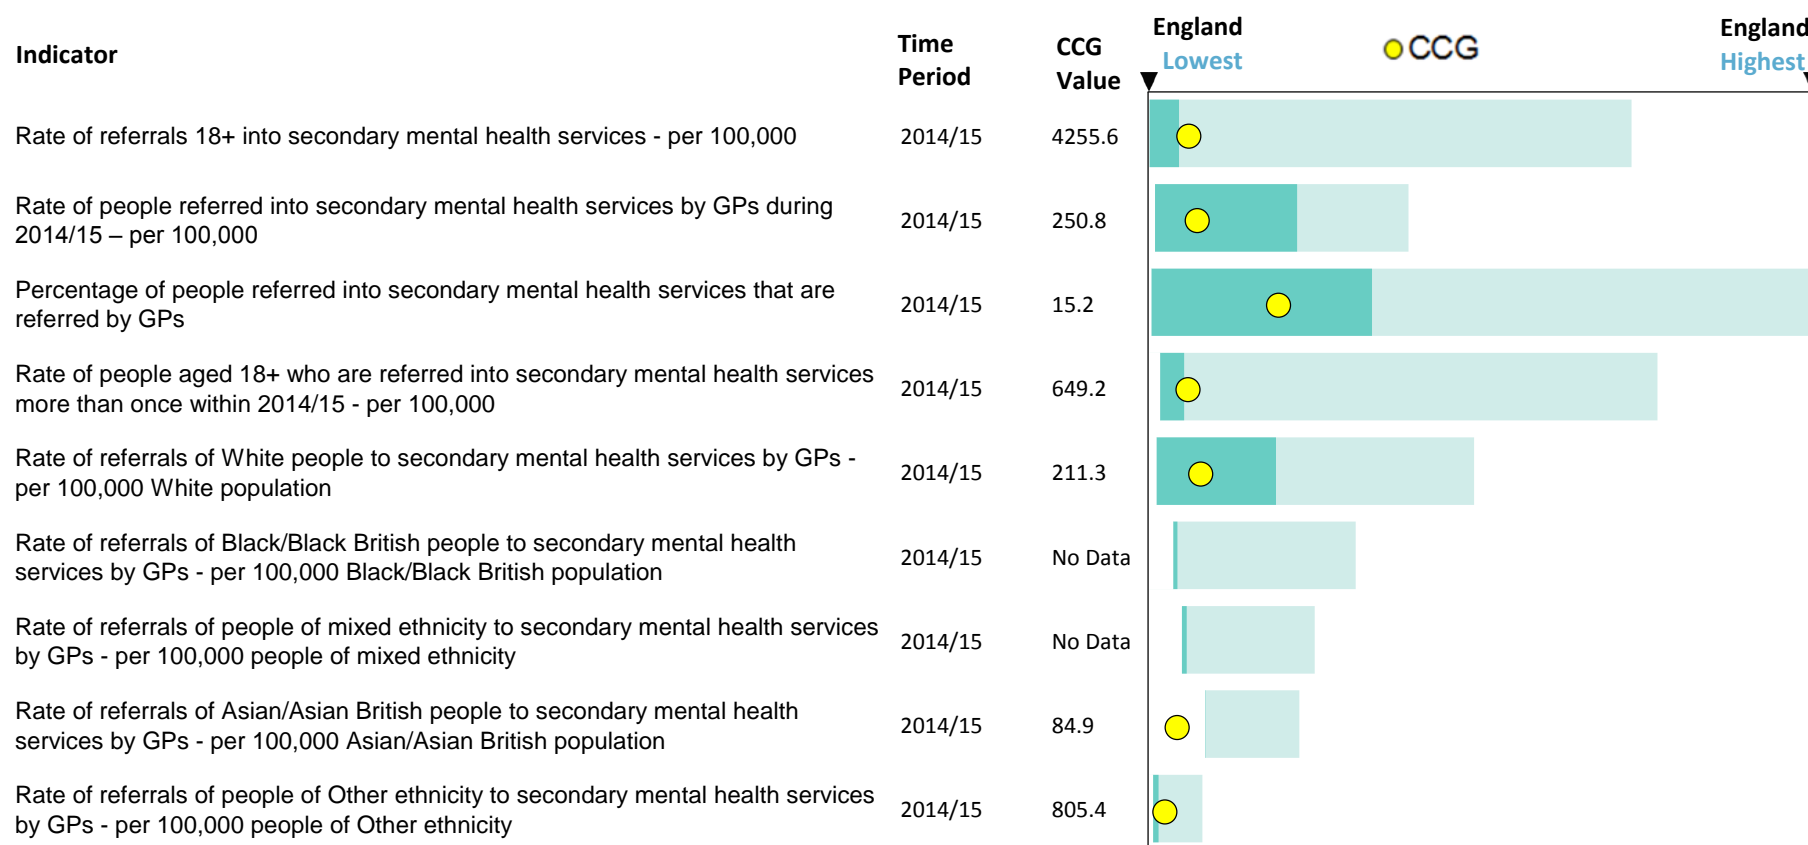 Indicator
Time Period
CCG Value
England Lowest
CCG
England Highest
Rate of referrals 18+ into secondary mental health services - per 100,000
2014/15
4255.6
Rate of people referred into secondary mental health services by GPs during
2014/15 – per 100,000
2014/15
250.8
Percentage of people referred into secondary mental health services that are
referred by GPs
2014/15
15.2
Rate of people aged 18+ who are referred into secondary mental health services
more than once within 2014/15 - per 100,000
2014/15
649.2
Rate of referrals of White people to secondary mental health services by GPs -
per 100,000 White population
2014/15
211.3
Rate of referrals of Black/Black British people to secondary mental health
services by GPs - per 100,000 Black/Black British population
2014/15
No Data
Rate of referrals of people of mixed ethnicity to secondary mental health services
by GPs - per 100,000 people of mixed ethnicity
2014/15
No Data
Rate of referrals of Asian/Asian British people to secondary mental health
services by GPs - per 100,000 Asian/Asian British population
2014/15
84.9
Rate of referrals of people of Other ethnicity to secondary mental health services
by GPs - per 100,000 people of Other ethnicity
2014/15
805.4